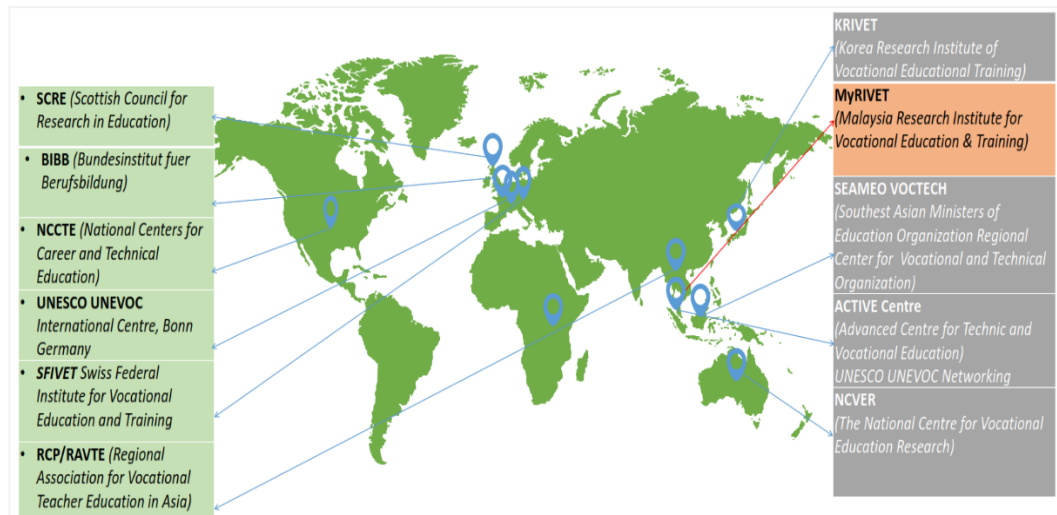 • SCRE (Scottish Council for
Research in Education)
• BIBB (Bundesinstitut fuer
Berufsbildung)
• NCCTE (National Centers for
Career and Technical
Education)
UNESCO UNEVOC
International Centre, Bonn
Germany
• SFIVET Swiss Federal
Institute for Vocational
Education and Training
• RCP/RAVTE (Regional
Association for Vocational
Teacher Education in Asia)
KRIVET
(Korea Research Institute of
Vocational Educational Training)
MyRIVET
(Malaysia Research Institute for
Vocational Education & Training)
SEAMEO VOCTECH
(Southest Asian Ministers of
Education Organization Regional
Center for Vocational and Technical
Organization)
ACTIVE Centre
(Advanced Centre for Technic and
Vocational Education)
UNESCO UNEVOC Networking
NCVER
(The National Centre for Vocational
Education Research)